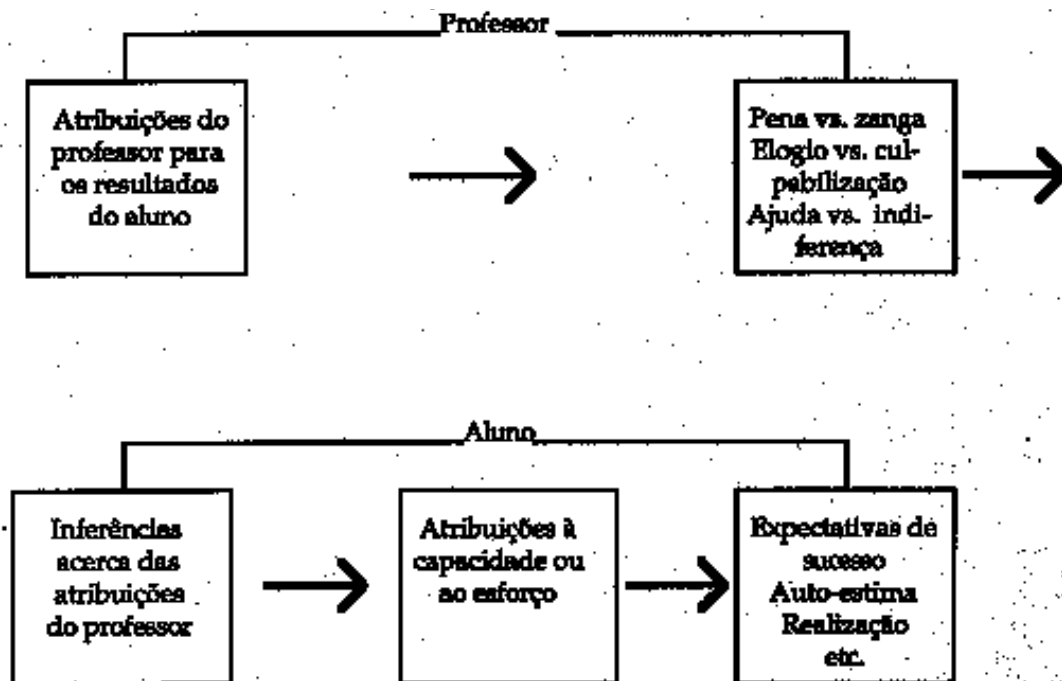 Professor
Atribuições do
professor para
os resultados
do aluno
Pena vs. zanga
Elogio vs. cul-
pabilização
Ajuda vs. indi-
ferença
Aluno
Inferências
acerca das
atribuições
do professor
Atribuições à
capacidade ou
ao esforço
Expectativas de
sucesso
Auto-estima
Realização
etc.